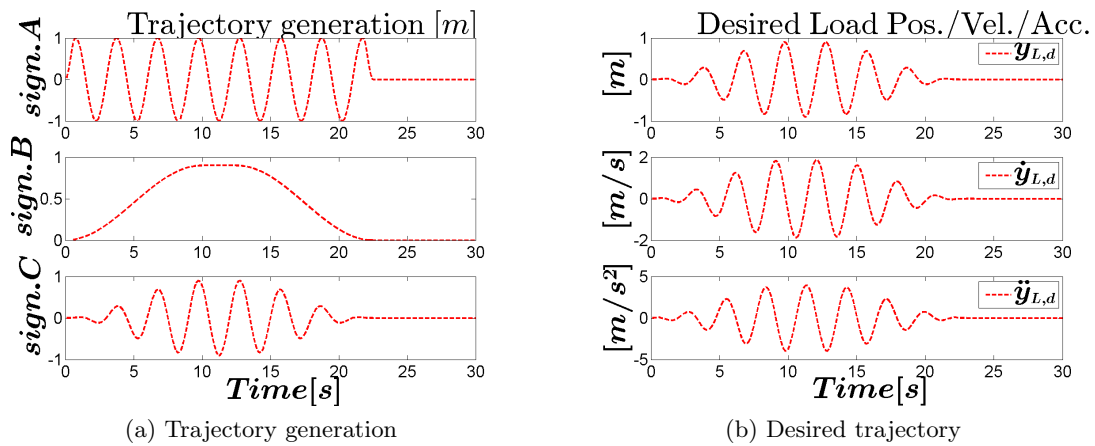 Trajectory generation [m]
sign.A
1
0
-1
0 5 10 15 20 25 30
sign.B
1
0.5
0
0 5 10 15 20 25 30
sign.C
1
0
-1
0 5 10 15 20 25 30
Time[s]
(a) Trajectory generation
Desired Load Pos./Vel./Acc.
[m]
1
0
-1
y_{L,d}
0 5 10 15 20 25 30
[m/s]
2
0
-2
ẏ_{L,d}
0 5 10 15 20 25 30
[m/s²]
5
0
-5
ÿ_{L,d}
0 5 10 15 20 25 30
Time[s]
(b) Desired trajectory